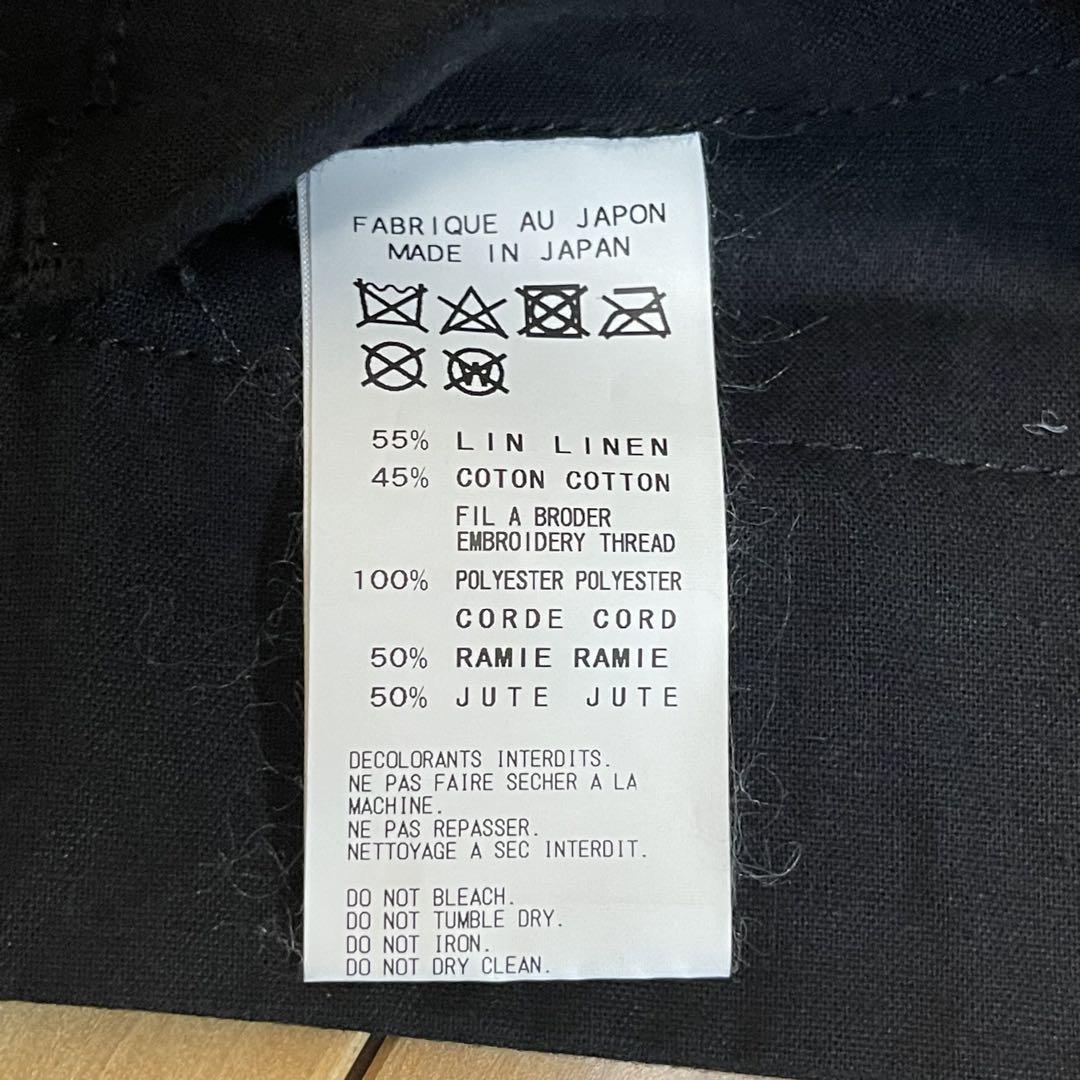 FABRIQUE AU JAPON
MADE IN JAPAN
W
55% LIN LINEN
45% COTON COTTON
FIL A BRODER
EMBROIDERY THREAD
100% POLYESTER POLYESTER
CORDE CORD
50% RAMIE RAMIE
50% JUTE JUTE
DECOLORANTS INTERDITS.
NE PAS FAIRE SECHER A LA
MACHINE.
NE PAS REPASSER.
NETTOYAGE A SEC INTERDIT.
DO NOT BLEACH.
DO NOT TUMBLE DRY.
DO NOT IRON.
DO NOT DRY CLEAN.